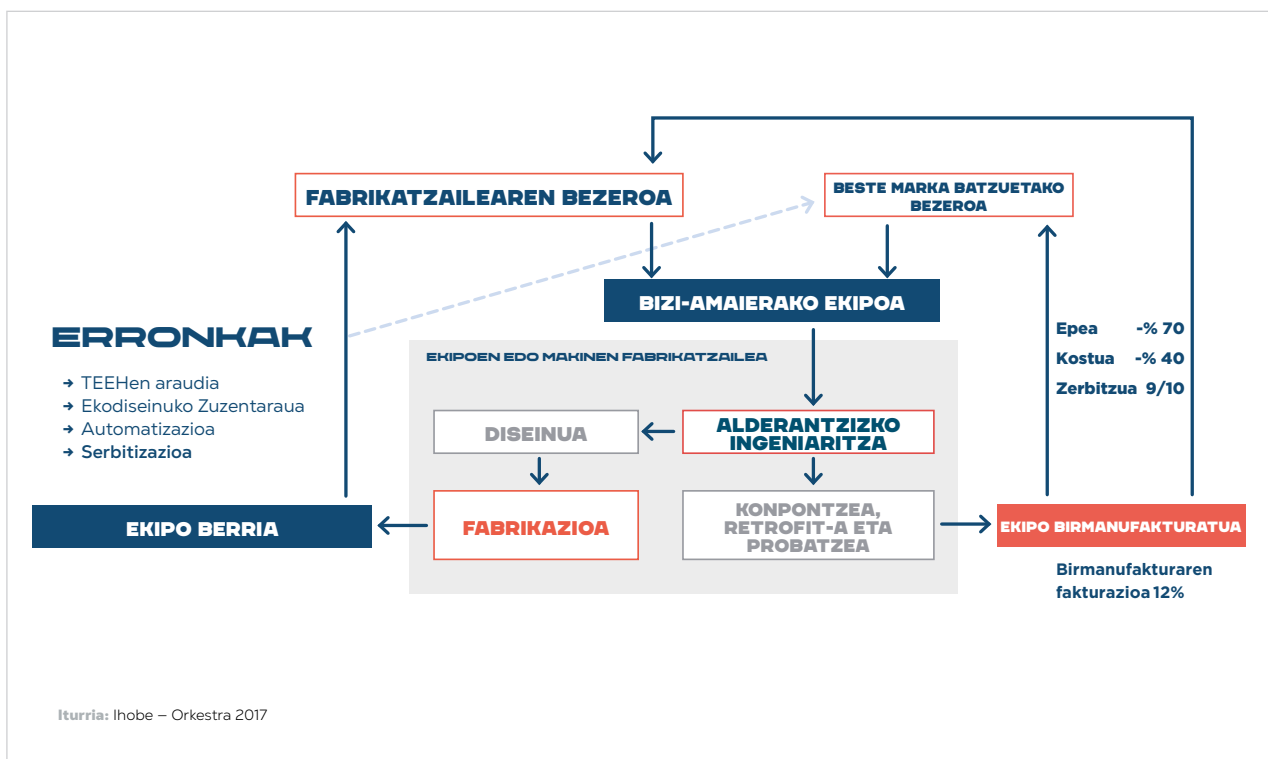 FABRIKATZAILEAREN BEZEROA
BESTE MARKA BATZUETAKO
BEZEROA
BIZI-AMAIERAKO EKIPOA
ERRONKAK
→ TEEHen araudia
→ Ekodiseinuko Zuzentaraua
→ Automatizazioa
→ Serbitizazioa
Epea -% 70
Kostua -% 40
Zerbitzua 9/10
EKIPOEN EDO MAKINEN FABRIKATZAILEA
DISEINUA
ALDERANTZIZKO
INGENIARITZA
EKIPO BERRIA
FABRIKAZIOA
KONPONTZEA,
RETROFIT-A ETA
PROBATZEA
EKIPO BIRMANUFAKTURATUA
Birmanufakturaren
fakturazioa 12%
Iturria: Ihobe – Orkestra 2017